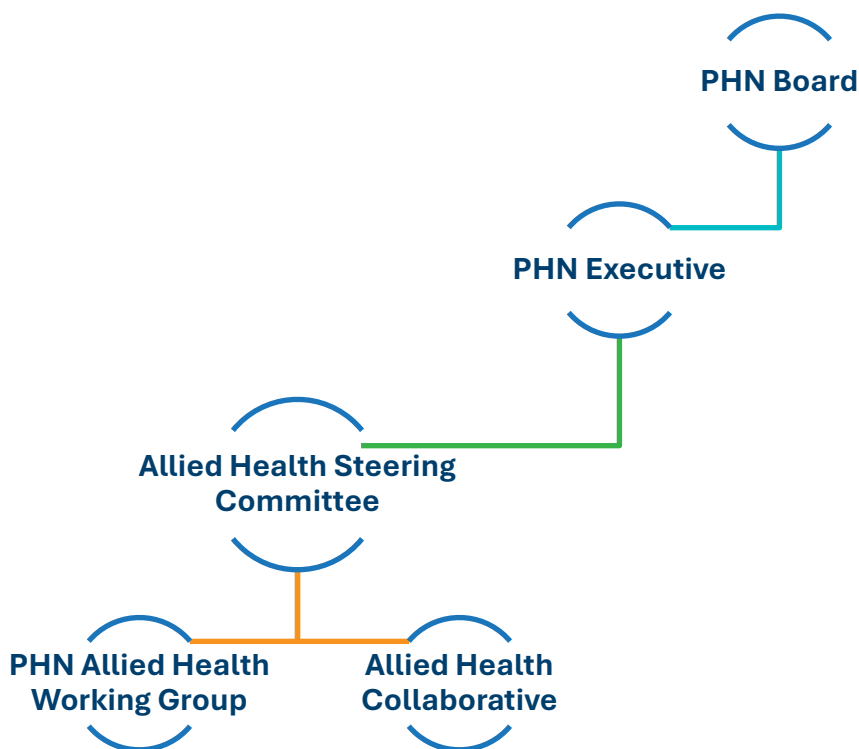 PHN Board
PHN Executive
Allied Health Steering
Committee
PHN Allied Health
Working Group
Allied Health
Collaborative